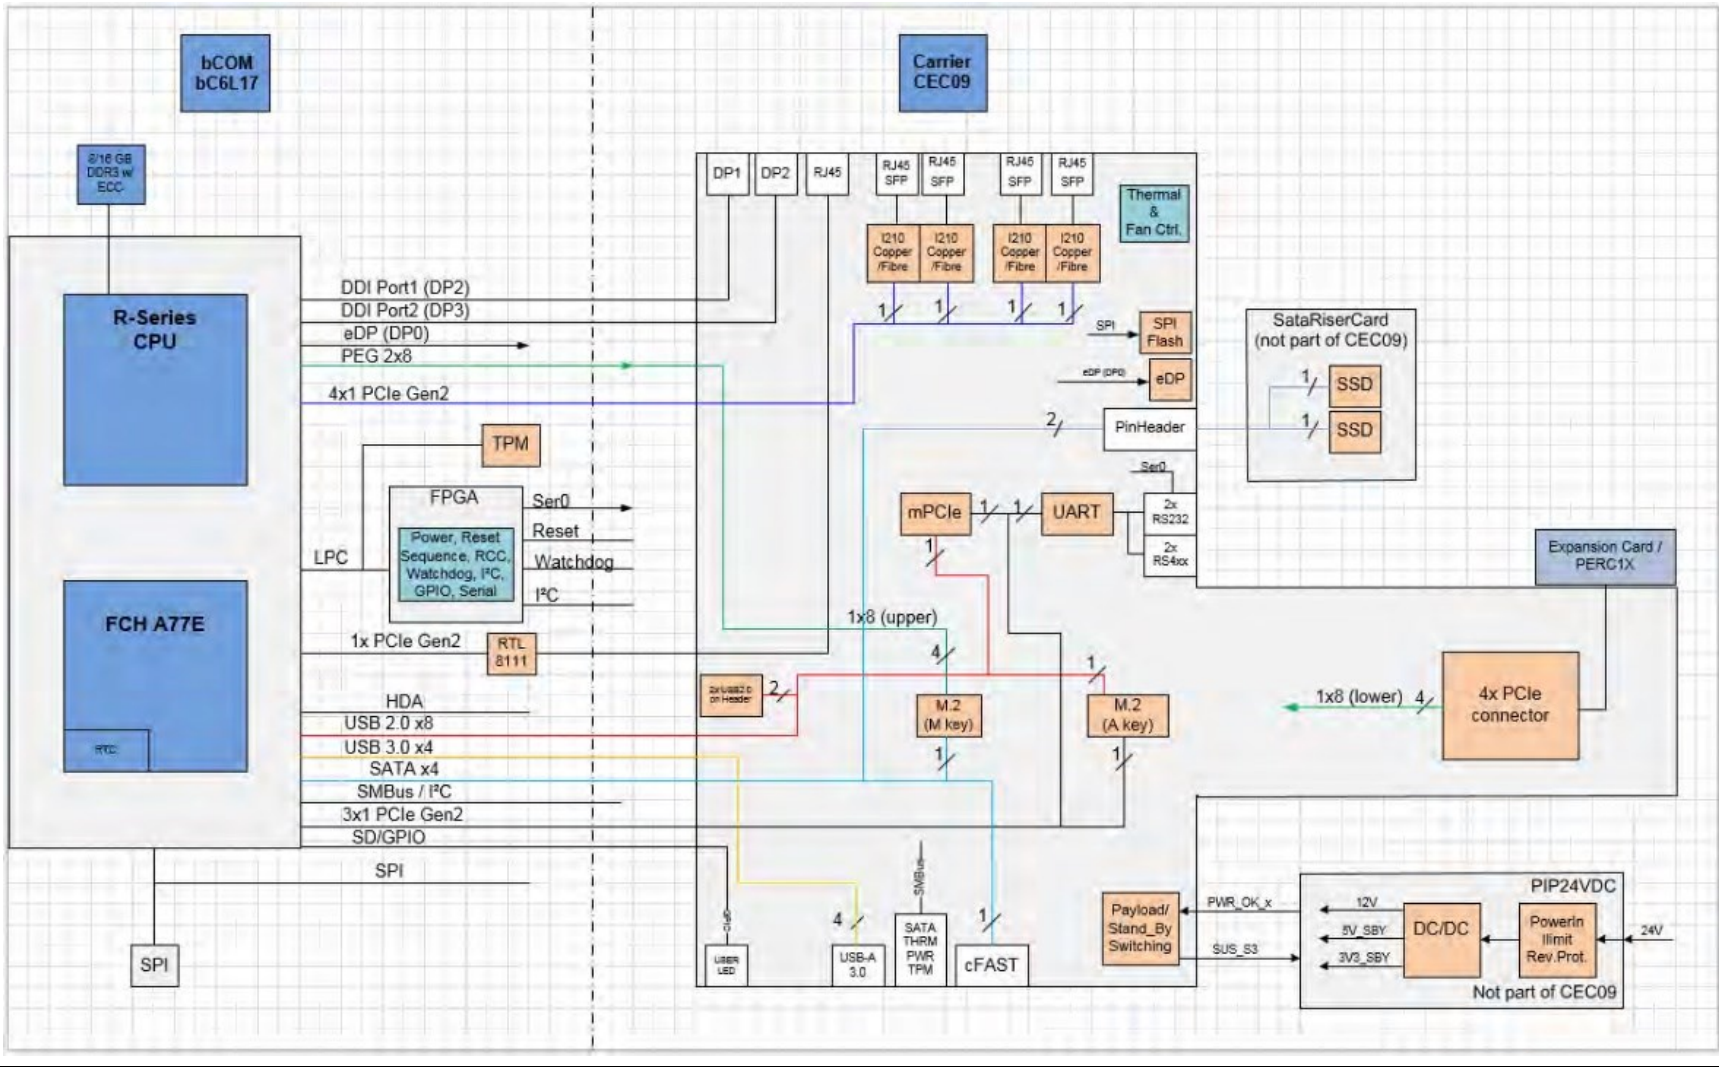 bCOM
bC6L17
Carrier
CEC09
8/16 GB
DDR3 w/
ECC
R-Series
CPU
FCH A77E
RTC
DDI Port1 (DP2)
DDI Port2 (DP3)
eDP (DP0)
PEG 2x8
4x1 PCIe Gen2
TPM
FPGA
Power, Reset
Sequence, RCC,
Watchdog, I²C,
GPIO, Serial
Ser0
Reset
Watchdog
I²C
LPC
1x PCIe Gen2
RTL
8111
HDA
USB 2.0 x8
USB 3.0 x4
SATA x4
SMBus / I²C
3x1 PCIe Gen2
SD/GPIO
SPI
SPI
DP1
DP2
RJ45
RJ45
SFP
RJ45
SFP
RJ45
SFP
RJ45
SFP
Thermal
&
Fan Ctrl.
I210
Copper
/Fibre
I210
Copper
/Fibre
I210
Copper
/Fibre
I210
Copper
/Fibre
1
1
1
1
SPI
SPI
Flash
eDP (DP0)
eDP
2
PinHeader
SataRiserCard
(not part of CEC09)
1
SSD
1
SSD
Ser0
mPCIe
1
1
UART
2x
RS232
2x
RS4xx
1
1x8 (upper)
4
1
2x USB2.0
on Header
2
M.2
(M key)
M.2
(A key)
1
1
Expansion Card /
PERC1X
1x8 (lower)
4
4x PCIe
connector
SMBus
4
1
USER
LED
USB-A
3.0
SATA
THRM
PWR
TPM
cFAST
Payload/
Stand_By
Switching
PWR_OK_x
SUS_S3
PIP24VDC
12V
5V_SBY
3V3_SBY
DC/DC
PowerIn
Ilimit
Rev.Prot.
24V
Not part of CEC09